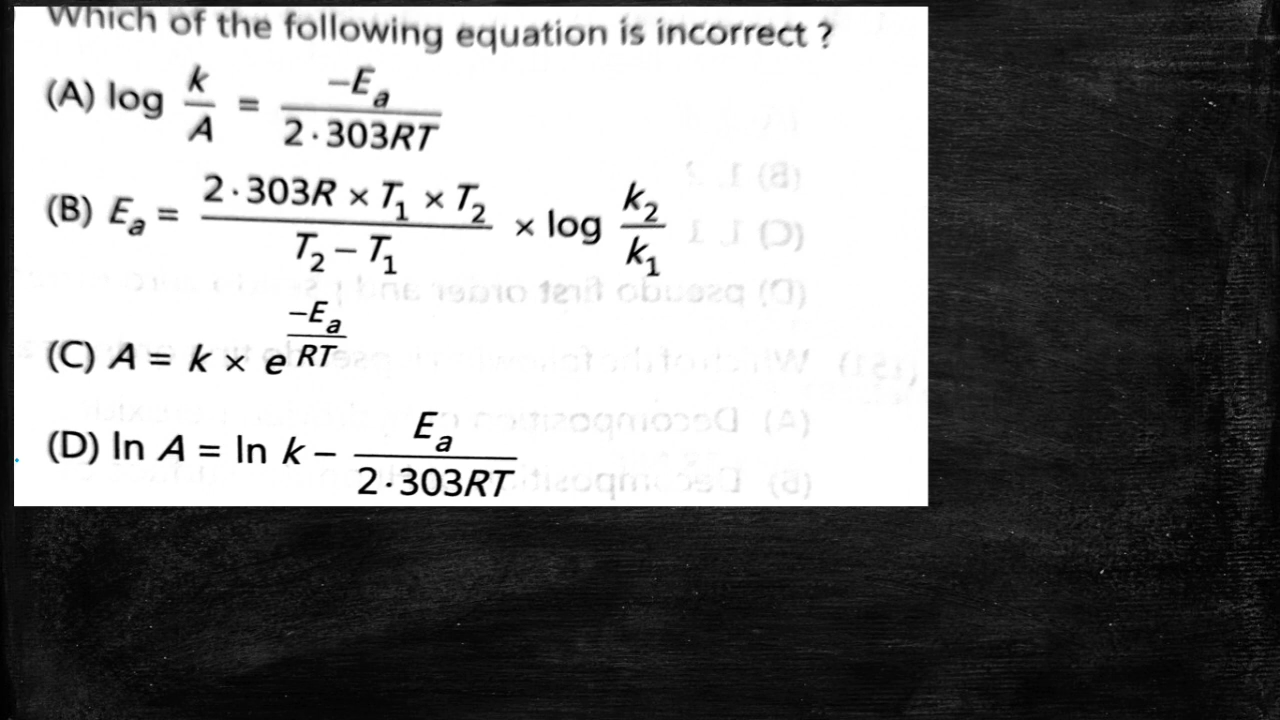 Which of the following equation is incorrect ?
(A) log k/A = −Eₐ/2·303RT
(B) Eₐ = 2·303R × T₁ × T₂/T₂ − T₁ × log k₂/k₁
(C) A = k × e^(−Eₐ/RT)
(D) ln A = ln k − Eₐ/2·303RT